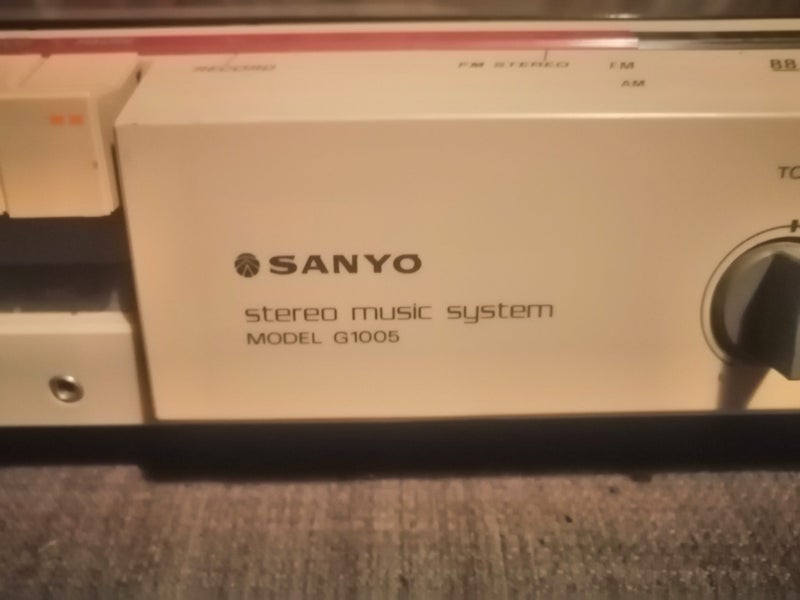 RECORD
FM STEREO
FM
AM
88
SANYO
stereo music system
MODEL G1005